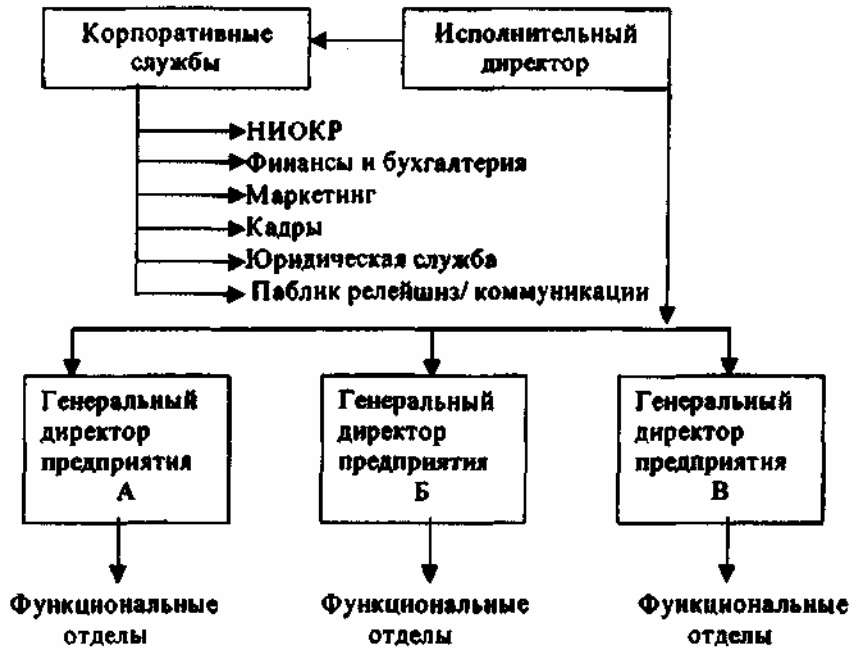 Корпоративные
службы
Исполнительный
директор
НИОКР
Финансы и бухгалтерия
Маркетинг
Кадры
Юридическая служба
Паблик релейшнз/ коммуникации
Генеральный
директор
предприятия
А
Генеральный
директор
предприятия
Б
Генеральный
директор
предприятия
В
Функциональные
отделы
Функциональные
отделы
Функциональные
отделы